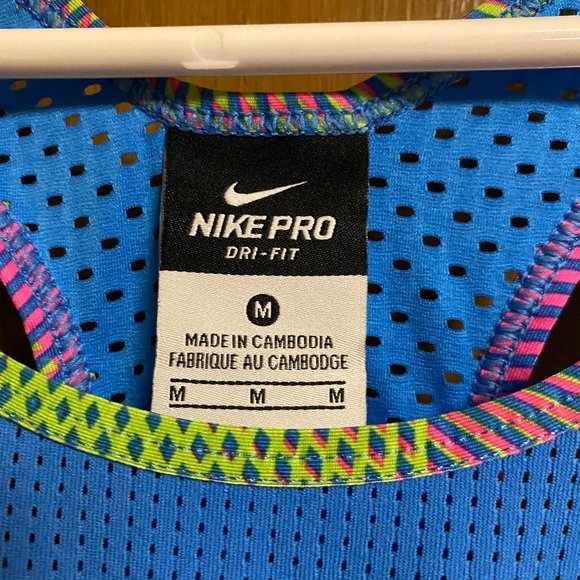 NIKE PRO
DRI-FIT
M
MADE IN CAMBODIA
FABRIQUE AU CAMBODGE
M M M